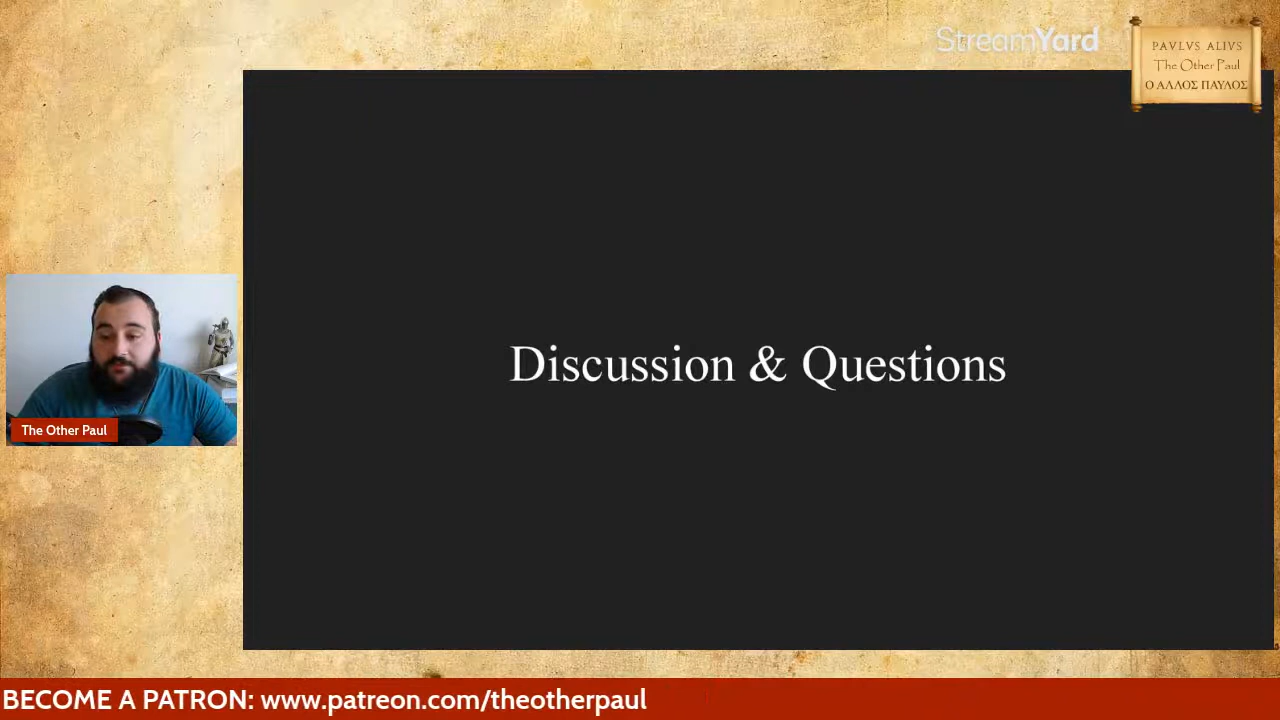 StreamYard
PAVLVS ALIVS
The Other Paul
Ο ΑΛΛΟΣ ΠΑΥΛΟΣ
Discussion & Questions
The Other Paul
BECOME A PATRON: www.patreon.com/theotherpaul